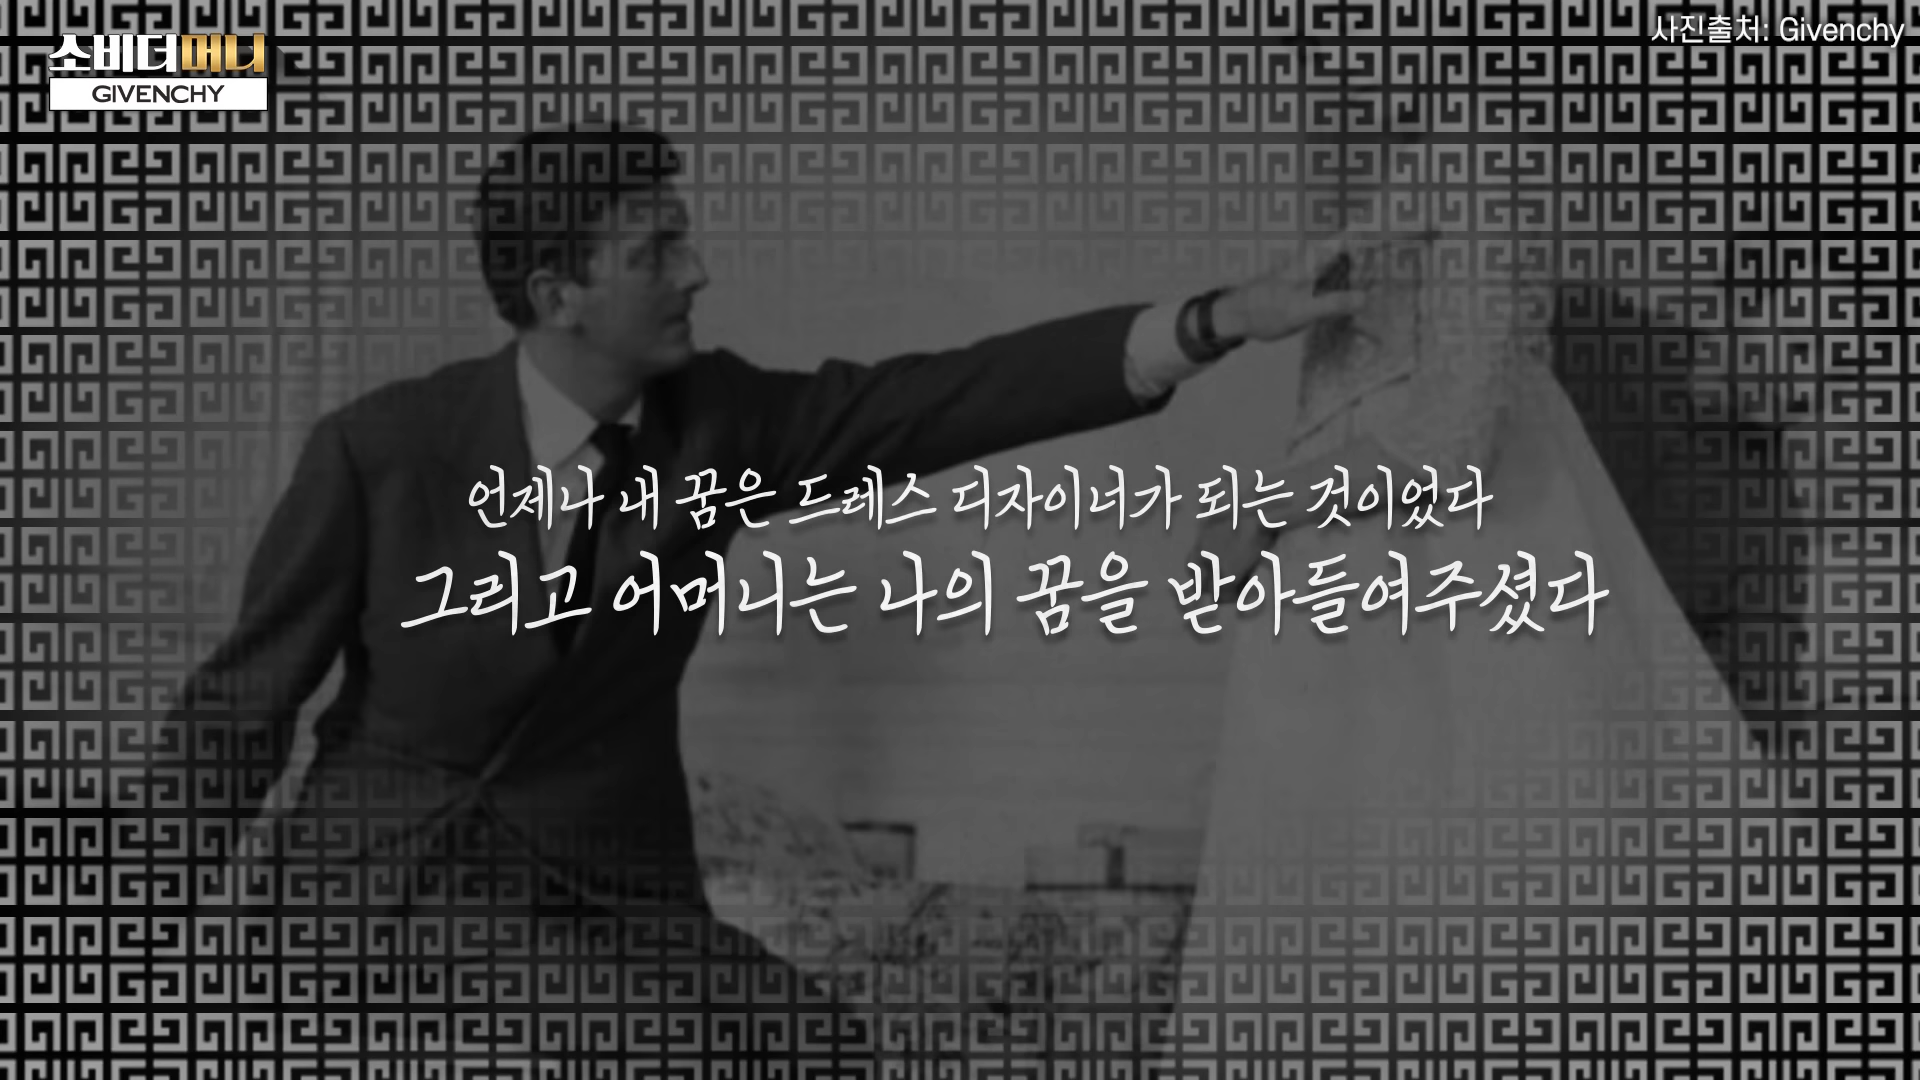 소비더머니
GIVENCHY
사진출처: Givenchy
언제나 내 꿈은 드레스 디자이너가 되는 것이었다
그리고 어머니는 나의 꿈을 받아들여주셨다